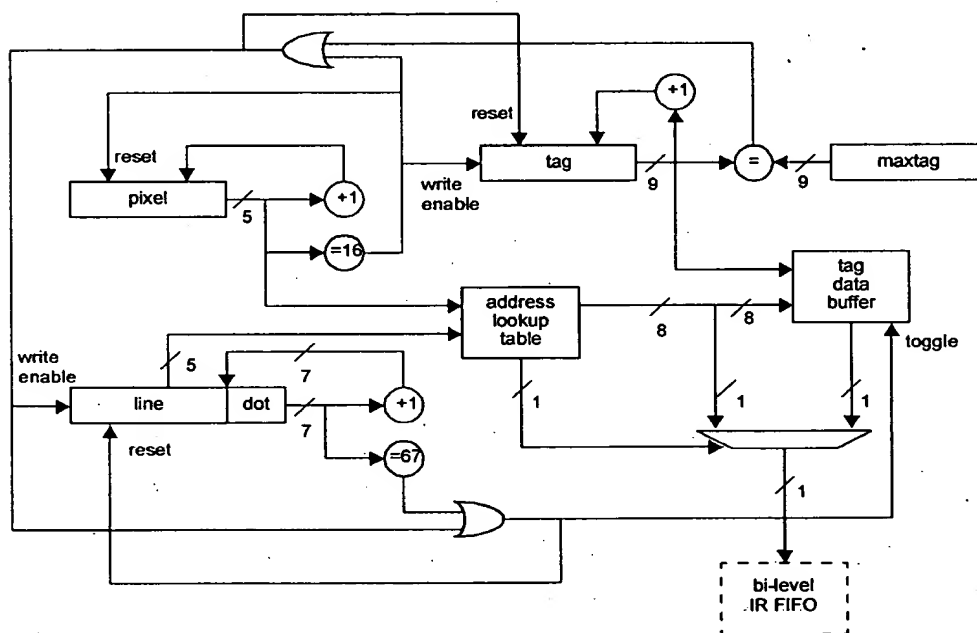 reset
+1
reset
tag
=
maxtag
9
9
write
enable
pixel
5
+1
=16
address
lookup
table
8
8
tag
data
buffer
toggle
write
enable
5
7
1
1
1
line
dot
7
+1
reset
=67
1
bi-level
IR FIFO